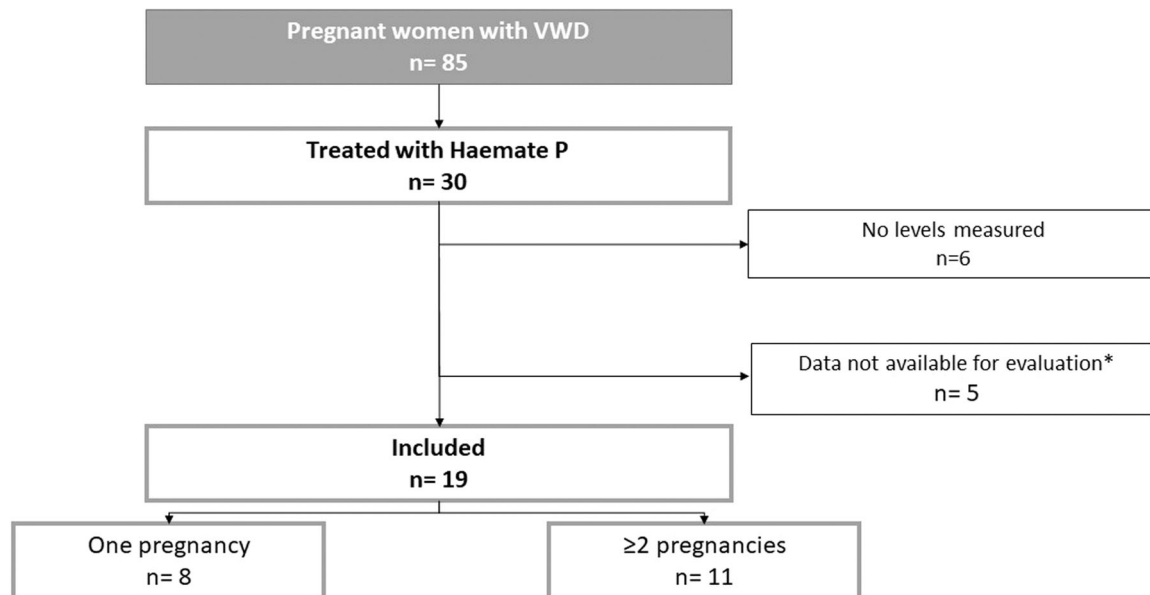 Pregnant women with VWD
n= 85
Treated with Haemate P
n= 30
No levels measured
n=6
Data not available for evaluation*
n= 5
Included
n= 19
One pregnancy
n= 8
≥2 pregnancies
n= 11